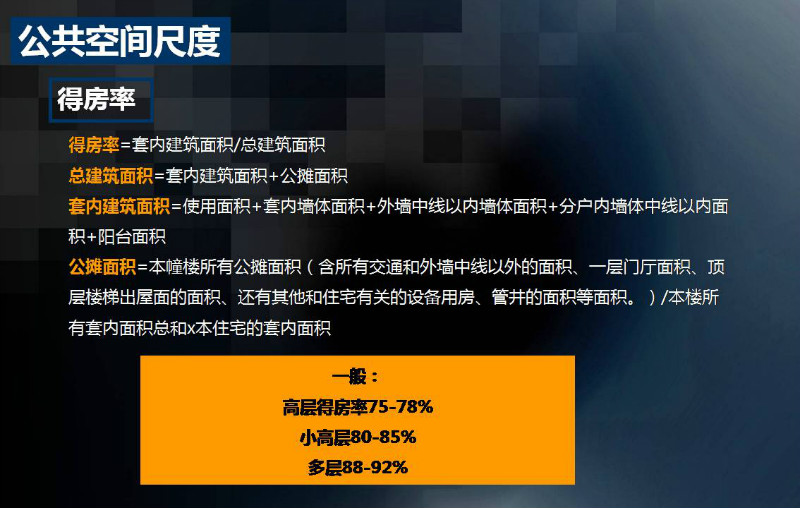 公共空间尺度
得房率
得房率=套内建筑面积/总建筑面积
总建筑面积=套内建筑面积+公摊面积
套内建筑面积=使用面积+套内墙体面积+外墙中线以内墙体面积+分户内墙体中线以内面
积+阳台面积
公摊面积=本幢楼所有公摊面积（含所有交通和外墙中线以外的面积、一层门厅面积、顶
层楼梯出屋面的面积、还有其他和住宅有关的设备用房、管井的面积等面积。）/本楼所
有套内面积总和x本住宅的套内面积
一般：
高层得房率75-78%
小高层80-85%
多层88-92%